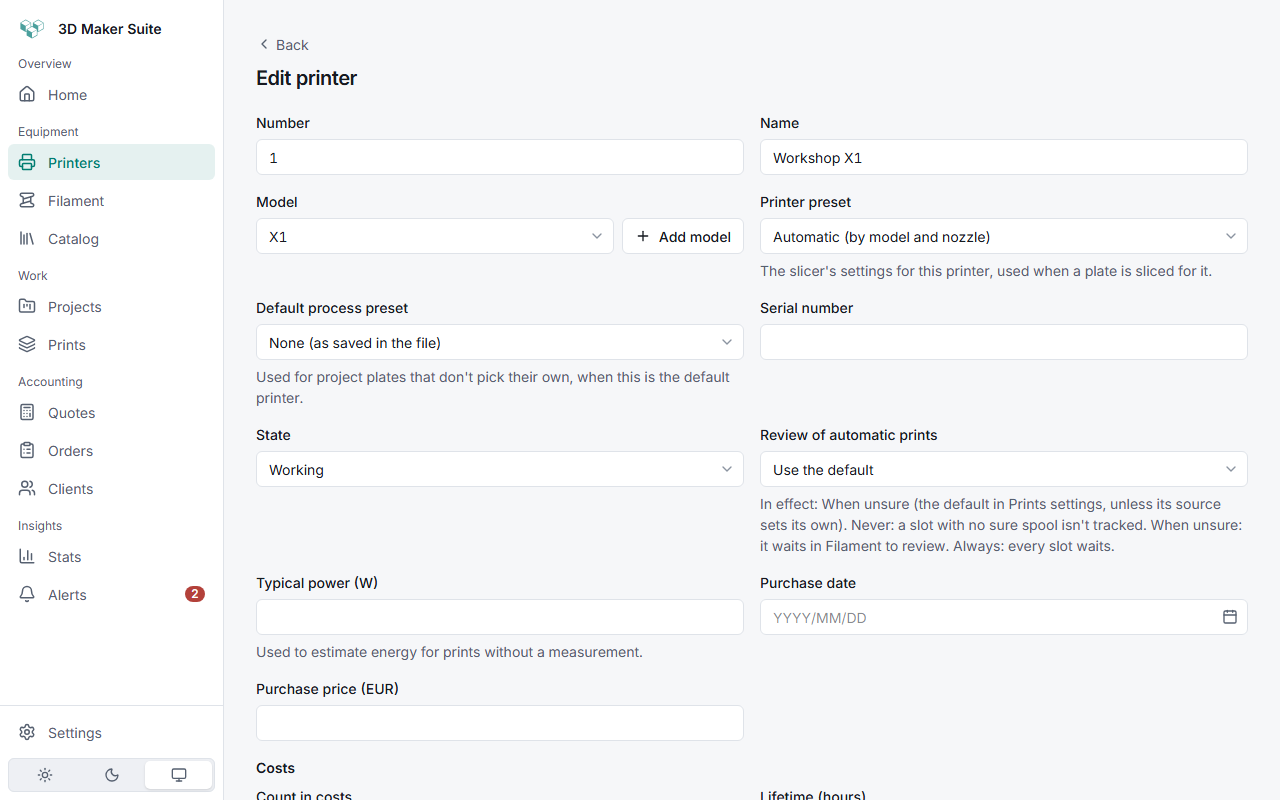 3D Maker Suite
Overview
Home
Equipment
Printers
Filament
Catalog
Work
Projects
Prints
Accounting
Quotes
Orders
Clients
Insights
Stats
Alerts
2
Settings
Back
Edit printer
Number
1
Name
Workshop X1
Model
X1
Add model
Printer preset
Automatic (by model and nozzle)
The slicer's settings for this printer, used when a plate is sliced for it.
Default process preset
None (as saved in the file)
Used for project plates that don't pick their own, when this is the default
printer.
Serial number
State
Working
Review of automatic prints
Use the default
In effect: When unsure (the default in Prints settings, unless its source
sets its own). Never: a slot with no sure spool isn't tracked. When unsure:
it waits in Filament to review. Always: every slot waits.
Typical power (W)
Used to estimate energy for prints without a measurement.
Purchase date
YYYY/MM/DD
Purchase price (EUR)
Costs
Count in costs
Lifetime (hours)